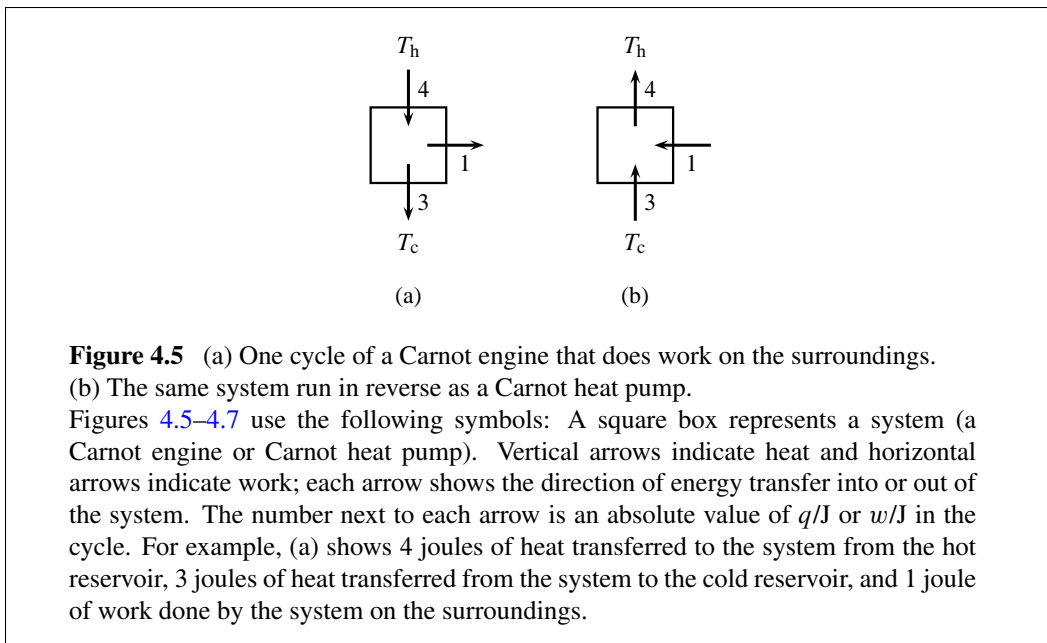 T_h T_h
4 4
1 1
3 3
T_c T_c
(a) (b)
Figure 4.5 (a) One cycle of a Carnot engine that does work on the surroundings.
(b) The same system run in reverse as a Carnot heat pump.
Figures 4.5–4.7 use the following symbols: A square box represents a system (a
Carnot engine or Carnot heat pump). Vertical arrows indicate heat and horizontal
arrows indicate work; each arrow shows the direction of energy transfer into or out of
the system. The number next to each arrow is an absolute value of q/J or w/J in the
cycle. For example, (a) shows 4 joules of heat transferred to the system from the hot
reservoir, 3 joules of heat transferred from the system to the cold reservoir, and 1 joule
of work done by the system on the surroundings.